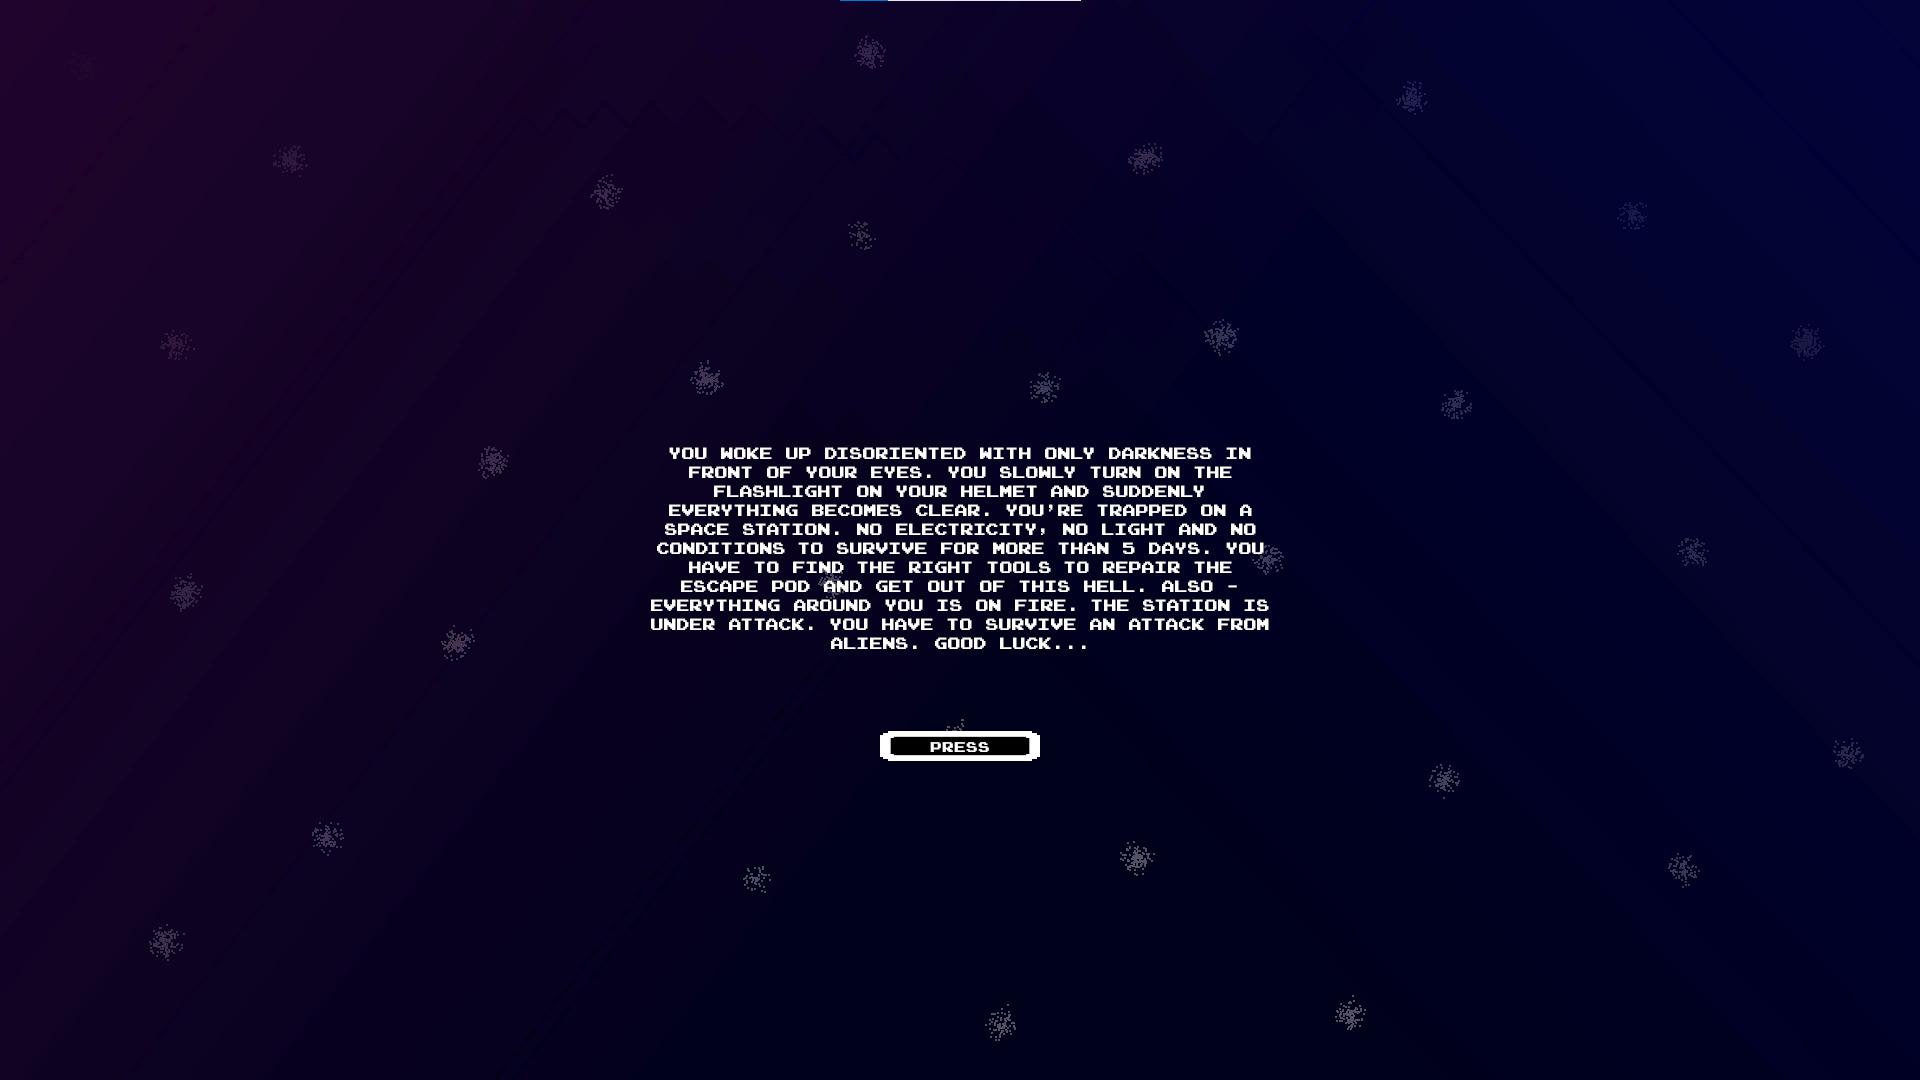 YOU WOKE UP DISORIENTED WITH ONLY DARKNESS IN
FRONT OF YOUR EYES. YOU SLOWLY TURN ON THE
FLASHLIGHT ON YOUR HELMET AND SUDDENLY
EVERYTHING BECOMES CLEAR. YOU'RE TRAPPED ON A
SPACE STATION. NO ELECTRICITY, NO LIGHT AND NO
CONDITIONS TO SURVIVE FOR MORE THAN 5 DAYS. YOU
HAVE TO FIND THE RIGHT TOOLS TO REPAIR THE
ESCAPE POD AND GET OUT OF THIS HELL. ALSO -
EVERYTHING AROUND YOU IS ON FIRE. THE STATION IS
UNDER ATTACK. YOU HAVE TO SURVIVE AN ATTACK FROM
ALIENS. GOOD LUCK...
PRESS